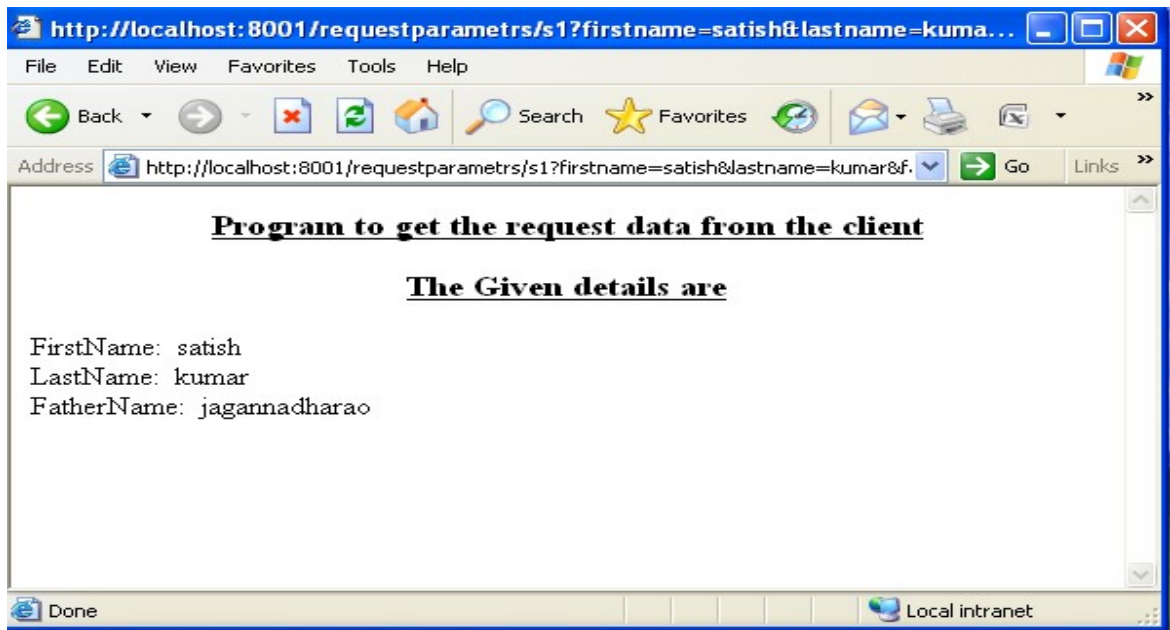 http://localhost:8001/requestparametrs/s1?firstname=satish&lastname=kuma...
File Edit View Favorites Tools Help
Back Search Favorites
Address http://localhost:8001/requestparametrs/s1?firstname=satish&lastname=kumar&f. Go Links
Program to get the request data from the client
The Given details are
FirstName: satish
LastName: kumar
FatherName: jagannadharao
Done Local intranet